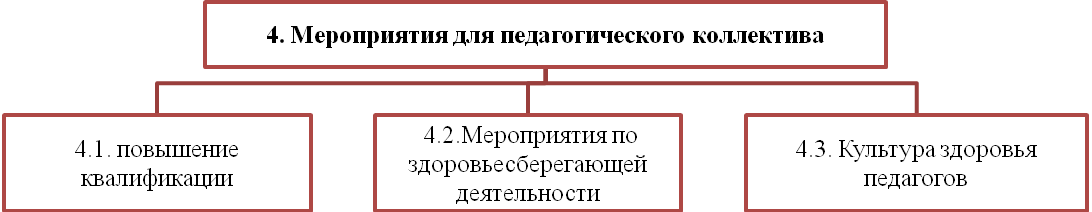 4. Мероприятия для педагогического коллектива
4.1. повышение
квалификации
4.2.Мероприятия по
здоровьесберегающей
деятельности
4.3. Культура здоровья
педагогов